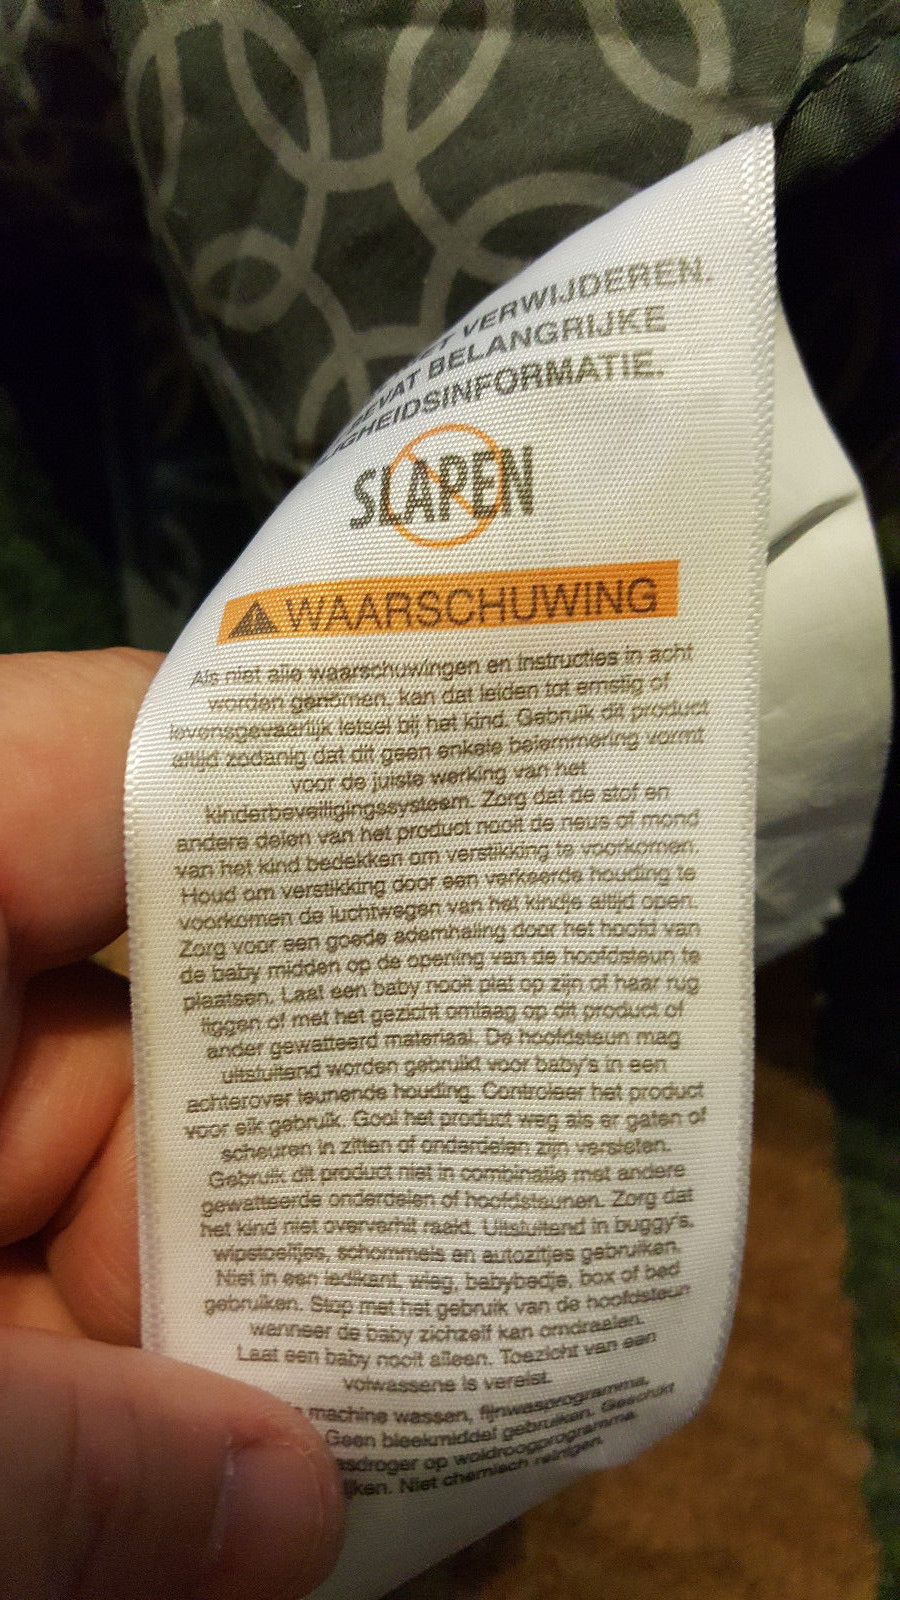 VERWIJDEREN.
BEVAT BELANGRIJKE
SLAPEN
WAARSCHUWING
Als niet alle waarschuwingen en instructies in acht
worden genomen, kan dat leiden tot ernstig of
levensgevaarlijk letsel bij het kind. Gebruik dit product
altijd zodanig dat dit geen enkele belemmering vormt
voor de juiste werking van het
kinderbeveiligingssysteem. Zorg dat de stof en
andere delen van het product nooit de neus of mond
van het kind bedekken om verstikking te voorkomen.
Houd om verstikking door een verkeerde houding te
voorkomen de luchtwegen van het kindje altijd open.
Zorg voor een goede ademhaling door het hoofd van
de baby midden op de opening van de hoofdsteun te
plaatsen. Laat een baby nooit plat op zijn of haar rug
liggen of met het gezicht omlaag op dit product of
ander gewatteerd materiaal. De hoofdsteun mag
uitsluitend worden gebruikt voor baby's in een
achterover leunende houding. Controleer het product
voor elk gebruik. Gooi het product weg als er gaten of
scheuren in zitten of onderdelen zijn versleten.
Gebruik dit product niet in combinatie met andere
gewatteerde onderdelen of hoofdsteunen. Zorg dat
het kind niet oververhit raakt. Uitsluitend in buggy's,
wipstoeltjes, schommels en autozitjes gebruiken.
Niet in een ledikant, wieg, babybedje, box of bed
gebruiken. Stop met het gebruik van de hoofdsteun
wanneer de baby zichzelf kan omdraaien.
Laat een baby nooit alleen. Toezicht van een
volwassene is vereist.
machine wassen, fijnwasprogramma,
Geen bleekmiddel gebruiken. Geschikt
op woldroogprogramma.
Niet chemisch reinigen.